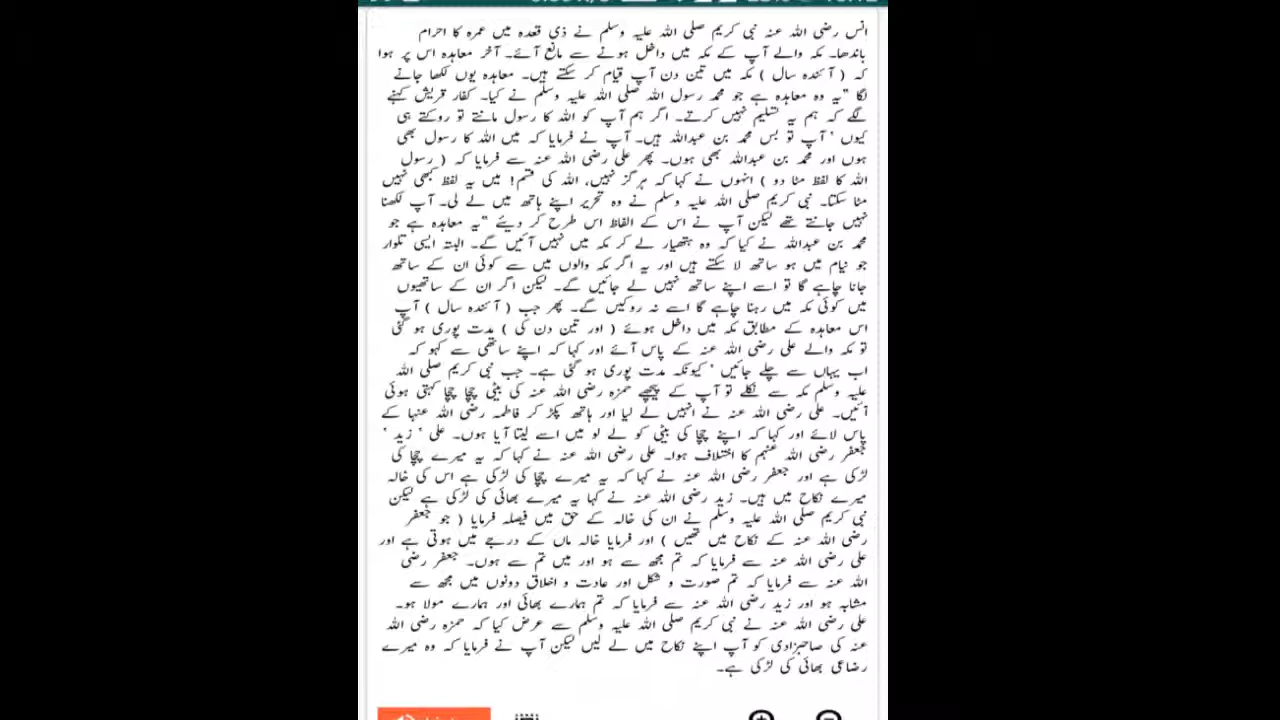 انس رضی اللہ عنہ نبی کریم صلی اللہ علیہ وسلم نے ذی قعدہ میں عمرہ کا احرام
باندھا۔ مکہ والے آپ کے مکہ میں داخل ہونے سے مانع آئے۔ آخر معاہدہ اس پر ہوا
کہ ( آئندہ سال ) مکہ میں تین دن آپ قیام کر سکتے ہیں۔ معاہدہ یوں لکھا جانے
لگا ”یہ وہ معاہدہ ہے جو محمد رسول اللہ صلی اللہ علیہ وسلم نے کیا۔ کفار قریش کہنے
لگے کہ ہم یہ تسلیم نہیں کرتے۔ اگر ہم آپ کو اللہ کا رسول مانتے تو روکتے ہی
کیوں ‘ آپ تو بس محمد بن عبداللہ ہیں۔ آپ نے فرمایا کہ میں اللہ کا رسول بھی
ہوں اور محمد بن عبداللہ بھی ہوں۔ پھر علی رضی اللہ عنہ سے فرمایا کہ ( رسول
اللہ کا لفظ مٹا دو ) انہوں نے کہا کہ ہرگز نہیں، اللہ کی قسم! میں یہ لفظ کبھی نہیں
مٹا سکتا۔ نبی کریم صلی اللہ علیہ وسلم نے وہ تحریر اپنے ہاتھ میں لے لی۔ آپ لکھنا
نہیں جانتے تھے لیکن آپ نے اس کے الفاظ اس طرح کر دیئے ”یہ معاہدہ ہے جو
محمد بن عبداللہ نے کیا کہ وہ ہتھیار لے کر مکہ میں نہیں آئیں گے۔ البتہ ایسی تلوار
جو نیام میں ہو ساتھ لا سکتے ہیں اور یہ اگر مکہ والوں میں سے کوئی ان کے ساتھ
جانا چاہے گا تو اسے اپنے ساتھ نہیں لے جائیں گے۔ لیکن اگر ان کے ساتھیوں
میں کوئی مکہ میں رہنا چاہے گا اسے نہ روکیں گے۔ پھر جب ( آئندہ سال ) آپ
اس معاہدہ کے مطابق مکہ میں داخل ہوئے ( اور تین دن کی ) مدت پوری ہو گئی
تو مکہ والے علی رضی اللہ عنہ کے پاس آئے اور کہا کہ اپنے ساتھی سے کہو کہ
اب یہاں سے چلے جائیں ‘ کیونکہ مدت پوری ہو گئی ہے۔ جب نبی کریم صلی اللہ
علیہ وسلم مکہ سے نکلے تو آپ کے پیچھے حمزہ رضی اللہ عنہ کی بیٹی چچا چچا کہتی ہوئی
آئیں۔ علی رضی اللہ عنہ نے انہیں لے لیا اور ہاتھ پکڑ کر فاطمہ رضی اللہ عنہا کے
پاس لائے اور کہا کہ اپنے چچا کی بیٹی کو لے لو میں اسے لیتا آیا ہوں۔ علی ‘ زید ‘
جعفر رضی اللہ عنہم کا اختلاف ہوا۔ علی رضی اللہ عنہ نے کہا کہ یہ میرے چچا کی
لڑکی ہے اور جعفر رضی اللہ عنہ نے کہا کہ یہ میرے چچا کی لڑکی ہے اس کی خالہ
میرے نکاح میں ہیں۔ زید رضی اللہ عنہ نے کہا یہ میرے بھائی کی لڑکی ہے لیکن
نبی کریم صلی اللہ علیہ وسلم نے ان کی خالہ کے حق میں فیصلہ فرمایا ( جو جعفر
رضی اللہ عنہ کے نکاح میں تھیں ) اور فرمایا خالہ ماں کے درجے میں ہوتی ہے اور
علی رضی اللہ عنہ سے فرمایا کہ تم مجھ سے ہو اور میں تم سے ہوں۔ جعفر رضی
اللہ عنہ سے فرمایا کہ تم صورت و شکل اور عادت و اخلاق دونوں میں مجھ سے
مشابہ ہو اور زید رضی اللہ عنہ سے فرمایا کہ تم ہمارے بھائی اور ہمارے مولا ہو۔
علی رضی اللہ عنہ نے نبی کریم صلی اللہ علیہ وسلم سے عرض کیا کہ حمزہ رضی اللہ
عنہ کی صاحبزادی کو آپ اپنے نکاح میں لے لیں لیکن آپ نے فرمایا کہ وہ میرے
رضاعی بھائی کی لڑکی ہے۔